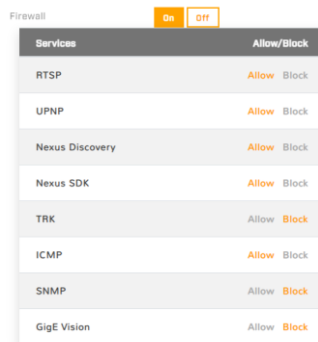 Firewall On Off
Services Allow/Block
RTSP Allow Block
UPNP Allow Block
Nexus Discovery Allow Block
Nexus SDK Allow Block
TRK Allow Block
ICMP Allow Block
SNMP Allow Block
GigE Vision Allow Block